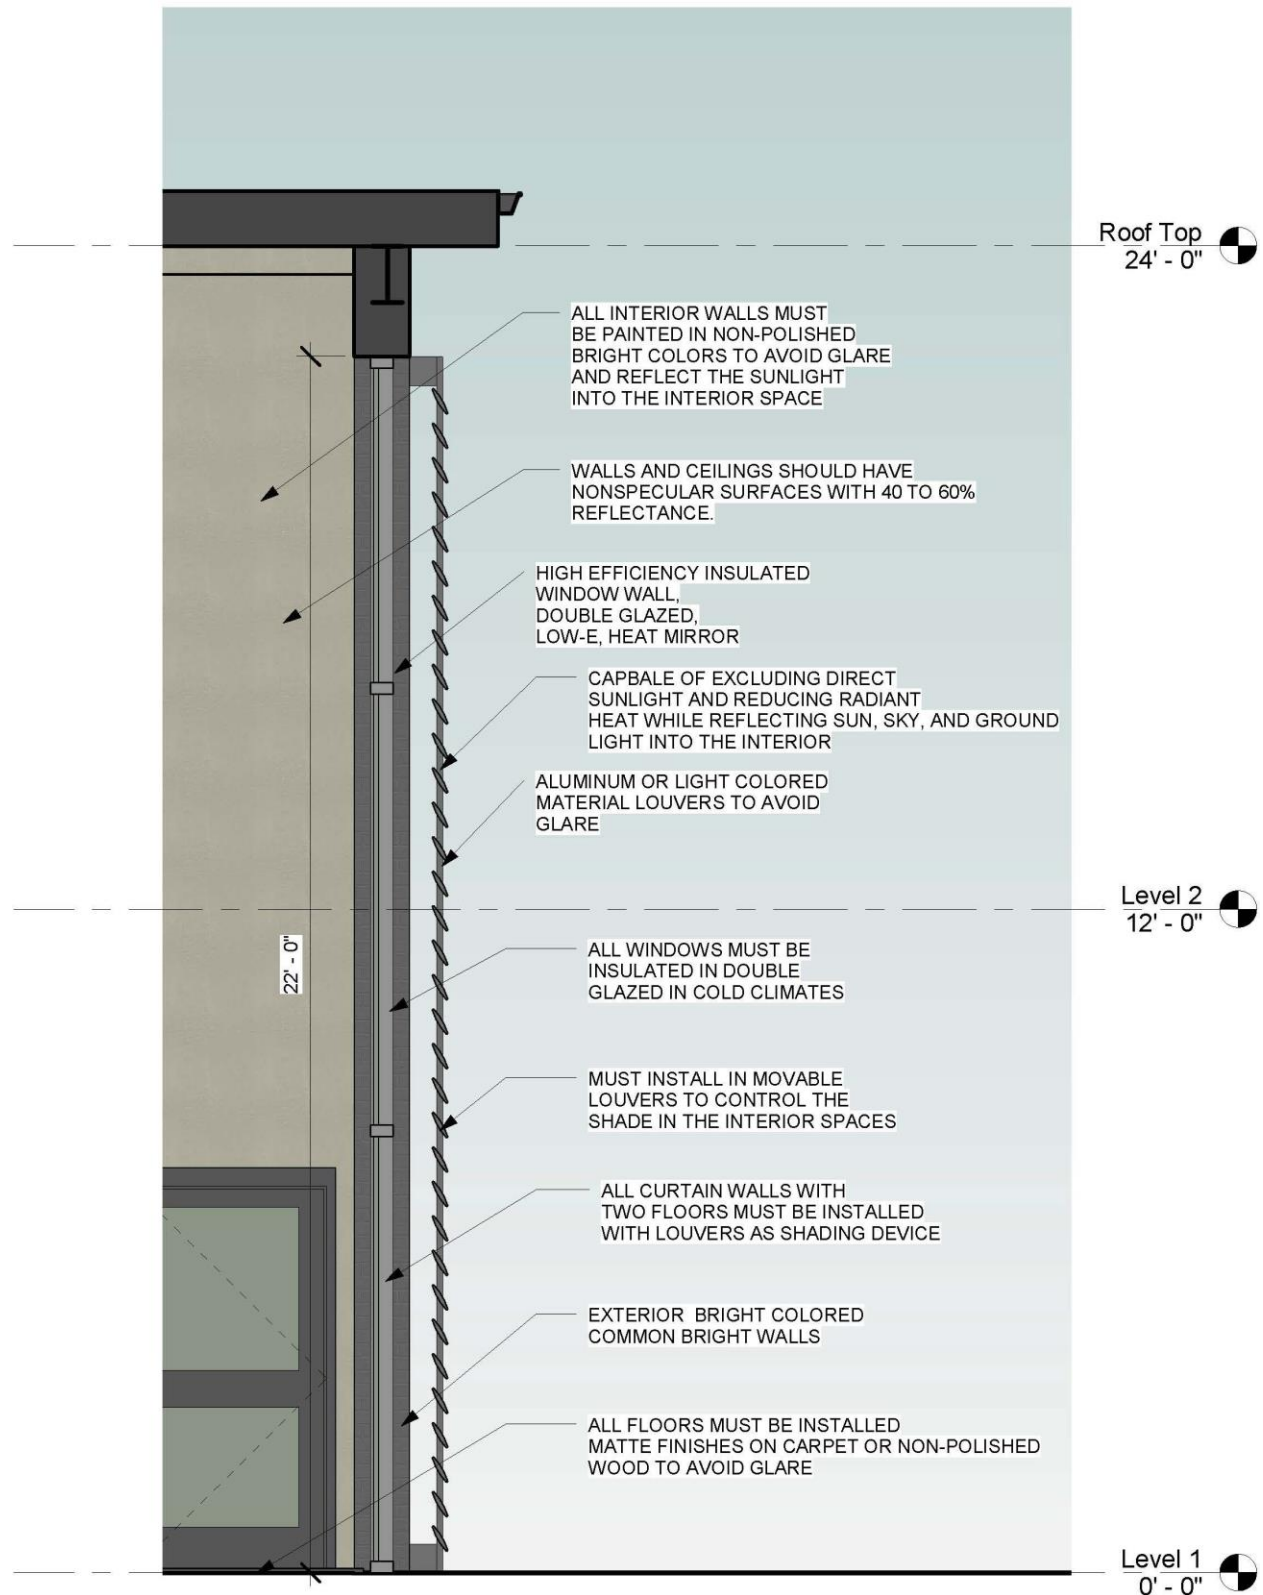 Roof Top
24' - 0"
ALL INTERIOR WALLS MUST
BE PAINTED IN NON-POLISHED
BRIGHT COLORS TO AVOID GLARE
AND REFLECT THE SUNLIGHT
INTO THE INTERIOR SPACE
WALLS AND CEILINGS SHOULD HAVE
NONSPECULAR SURFACES WITH 40 TO 60%
REFLECTANCE.
HIGH EFFICIENCY INSULATED
WINDOW WALL,
DOUBLE GLAZED,
LOW-E, HEAT MIRROR
CAPBALE OF EXCLUDING DIRECT
SUNLIGHT AND REDUCING RADIANT
HEAT WHILE REFLECTING SUN, SKY, AND GROUND
LIGHT INTO THE INTERIOR
ALUMINUM OR LIGHT COLORED
MATERIAL LOUVERS TO AVOID
GLARE
Level 2
12' - 0"
22' - 0"
ALL WINDOWS MUST BE
INSULATED IN DOUBLE
GLAZED IN COLD CLIMATES
MUST INSTALL IN MOVABLE
LOUVERS TO CONTROL THE
SHADE IN THE INTERIOR SPACES
ALL CURTAIN WALLS WITH
TWO FLOORS MUST BE INSTALLED
WITH LOUVERS AS SHADING DEVICE
EXTERIOR  BRIGHT COLORED
COMMON BRIGHT WALLS
ALL FLOORS MUST BE INSTALLED
MATTE FINISHES ON CARPET OR NON-POLISHED
WOOD TO AVOID GLARE
Level 1
0' - 0"